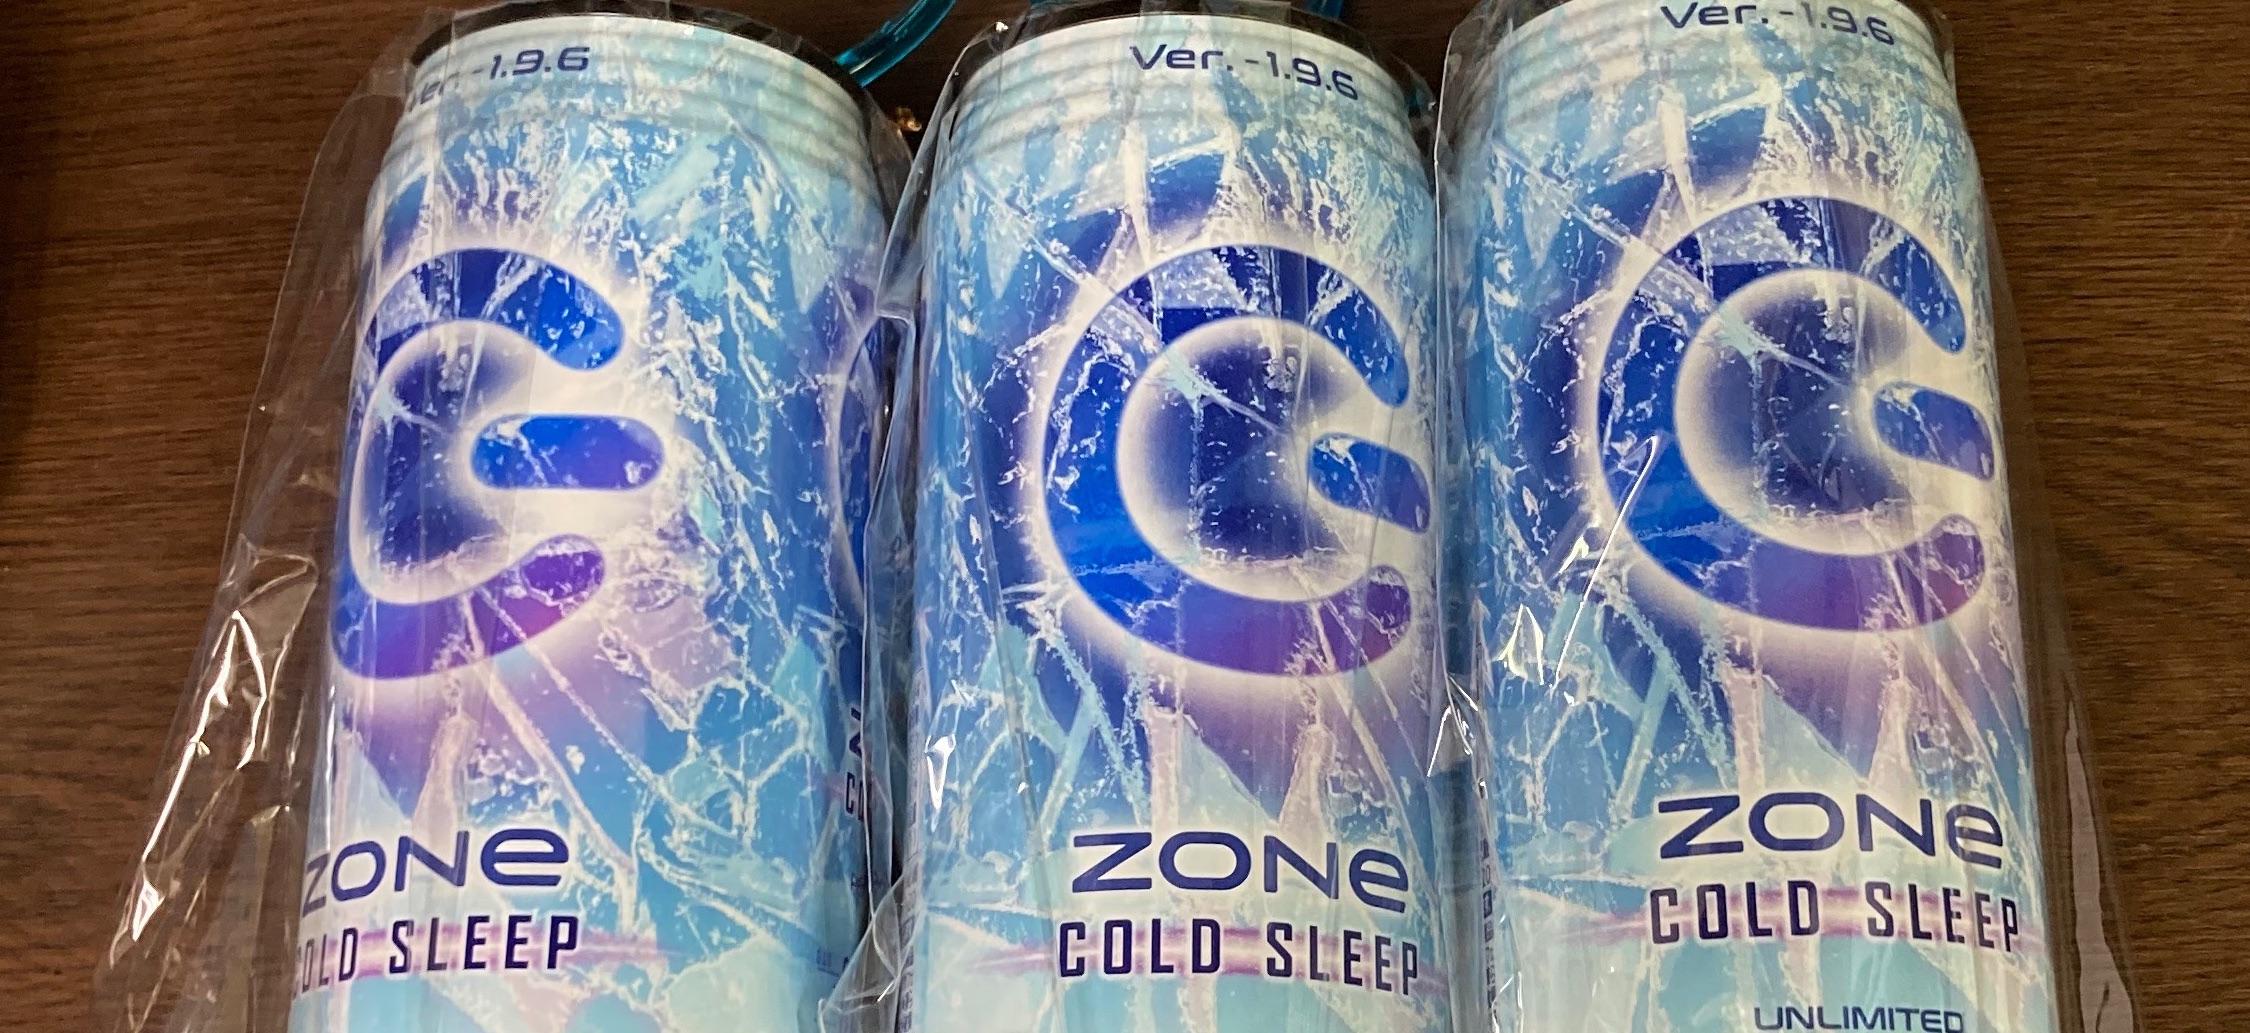 Ver.-1.9.6
ZONe
COLD SLEEP
Ver.-1.9.6
ZONe
COLD SLEEP
Ver.-1.9.6
ZONe
COLD SLEEP
UNLIMITED